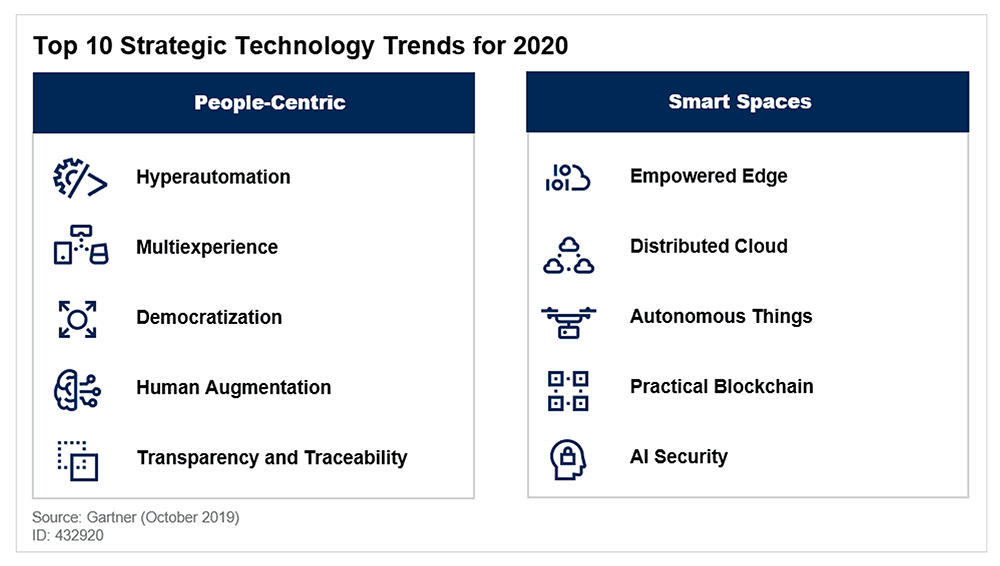 Top 10 Strategic Technology Trends for 2020
People-Centric
Hyperautomation
Multiexperience
Democratization
Human Augmentation
Transparency and Traceability
Smart Spaces
Empowered Edge
Distributed Cloud
Autonomous Things
Practical Blockchain
AI Security
Source: Gartner (October 2019)
ID: 432920